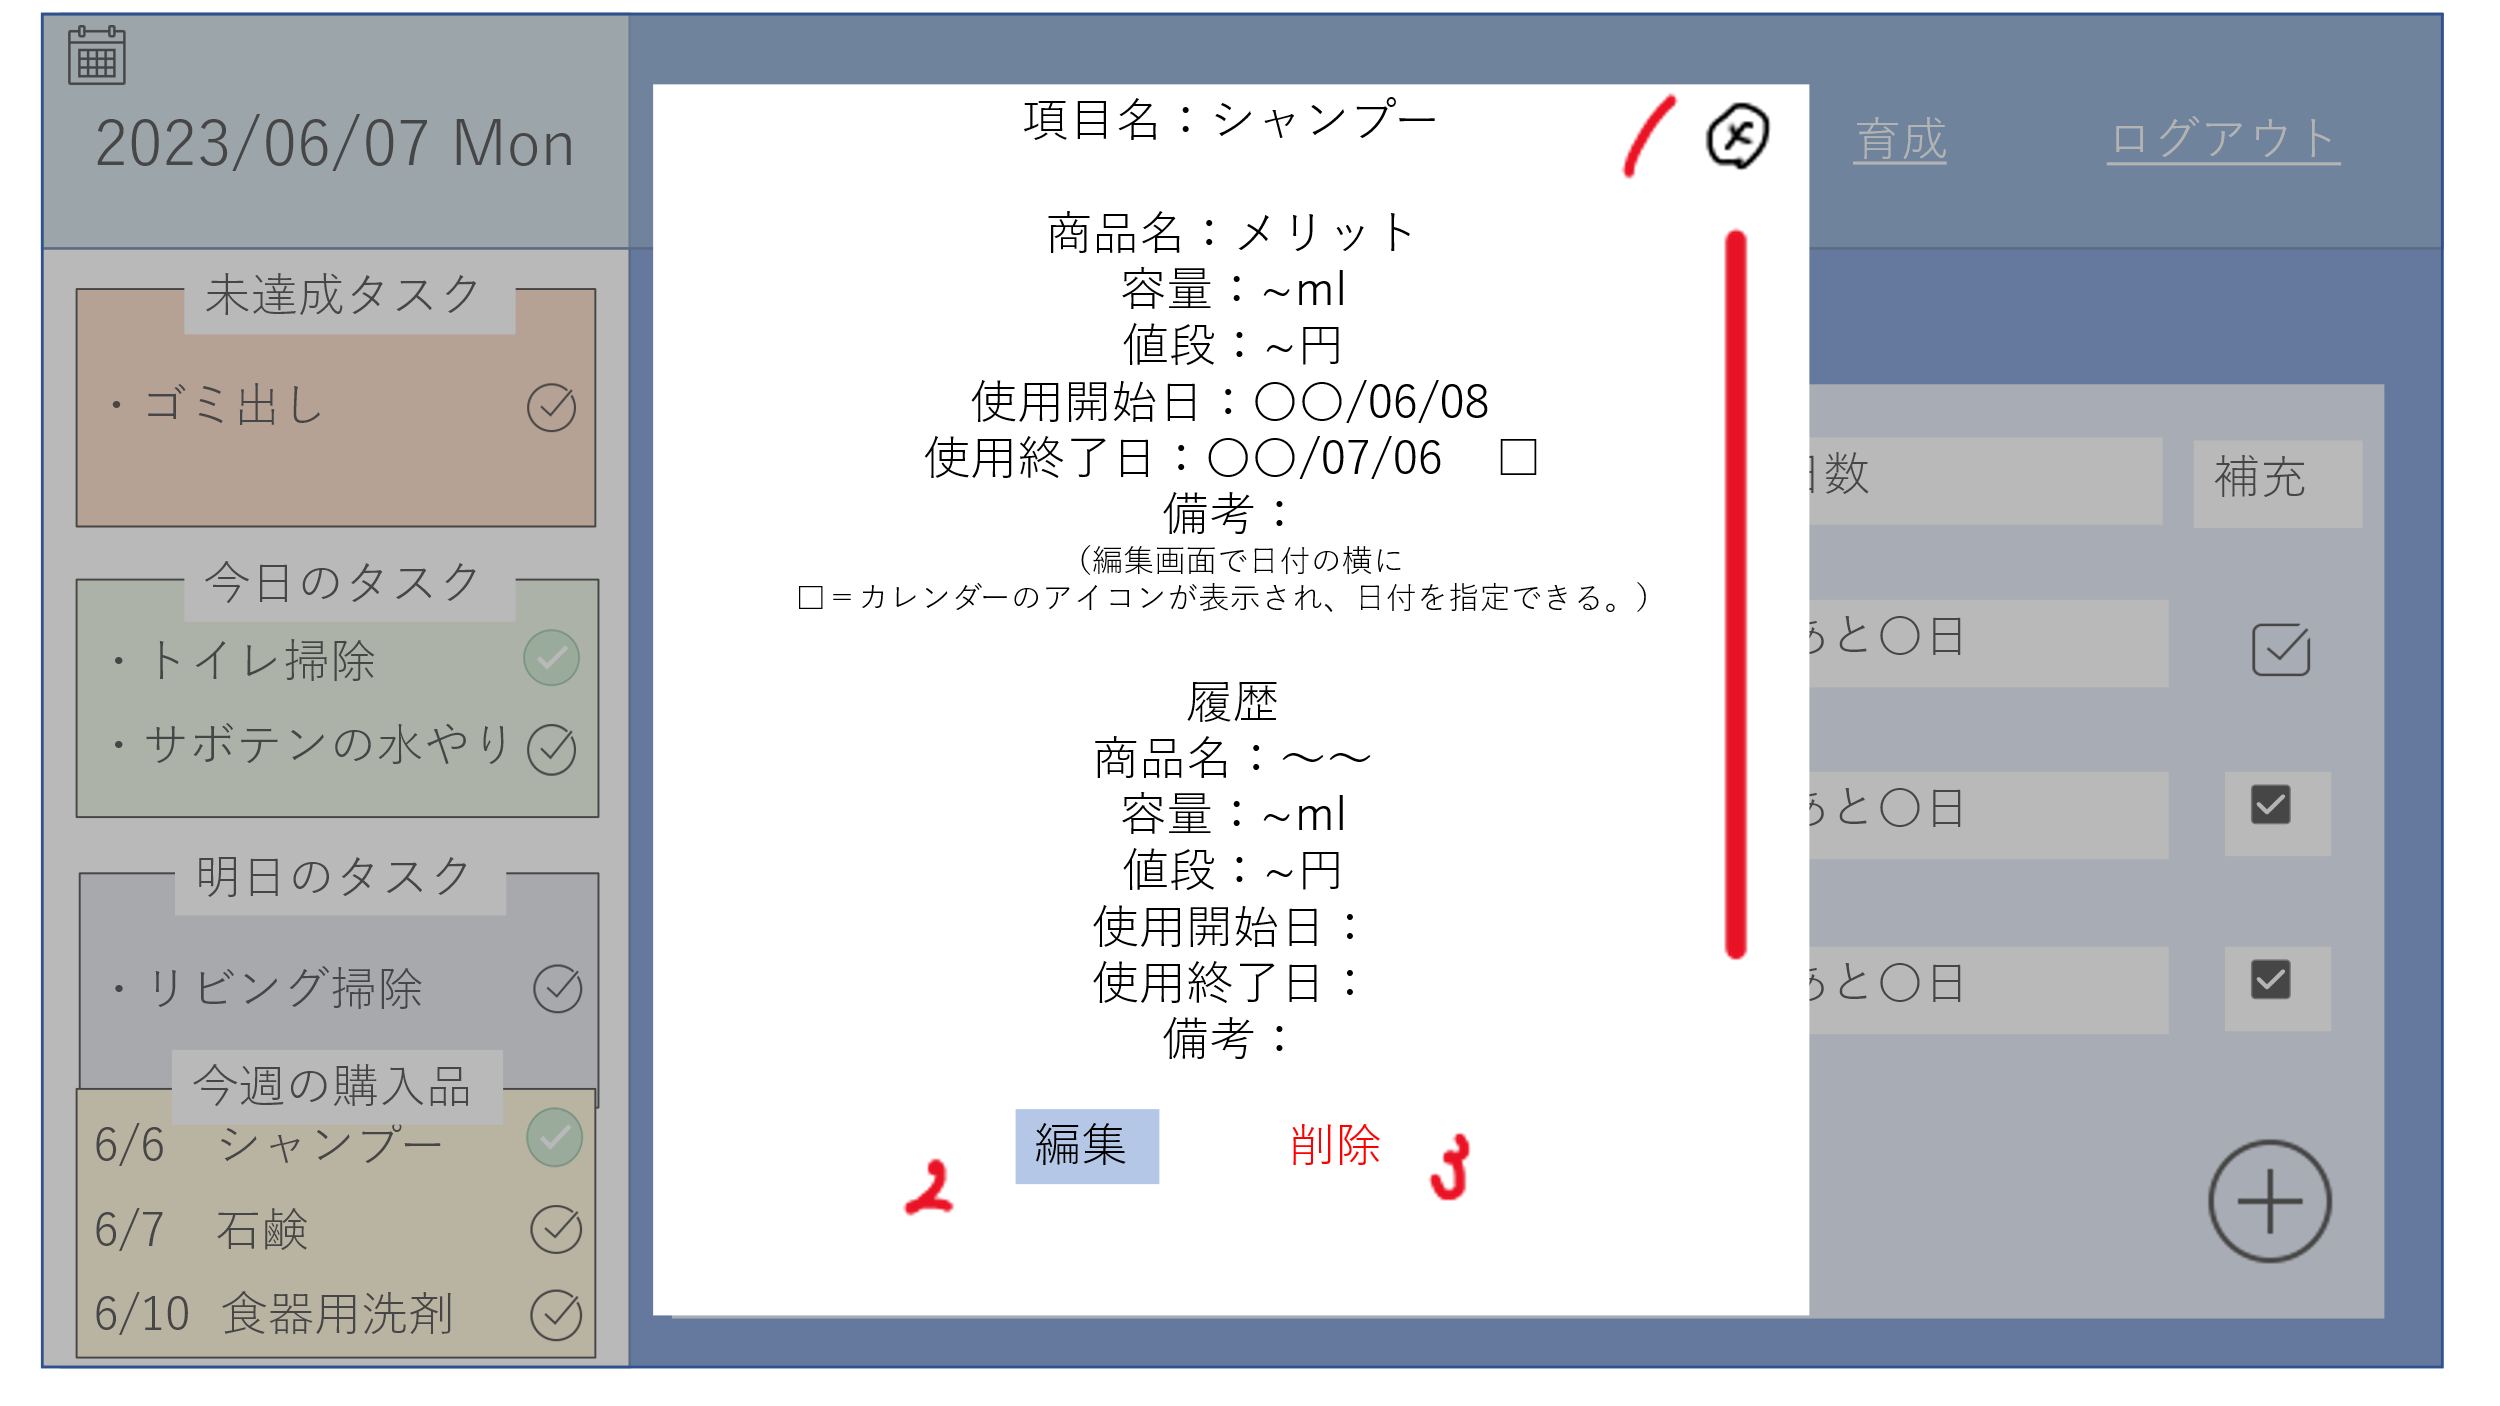 2023/06/07 Mon
育成
ログアウト
未達成タスク
・ゴミ出し
今日のタスク
・トイレ掃除
・サボテンの水やり
明日のタスク
・リビング掃除
今週の購入品
6/6 シャンプー
6/7 石鹸
6/10 食器用洗剤
項目名：シャンプー
1
商品名：メリット
容量：~ml
値段：~円
使用開始日：〇〇/06/08
使用終了日：〇〇/07/06 □
備考：
（編集画面で日付の横に
□＝カレンダーのアイコンが表示され、日付を指定できる。）
履歴
商品名：～～
容量：~ml
値段：~円
使用開始日：
使用終了日：
備考：
編集
削除
2
3
日数
補充
あと〇日
あと〇日
あと〇日